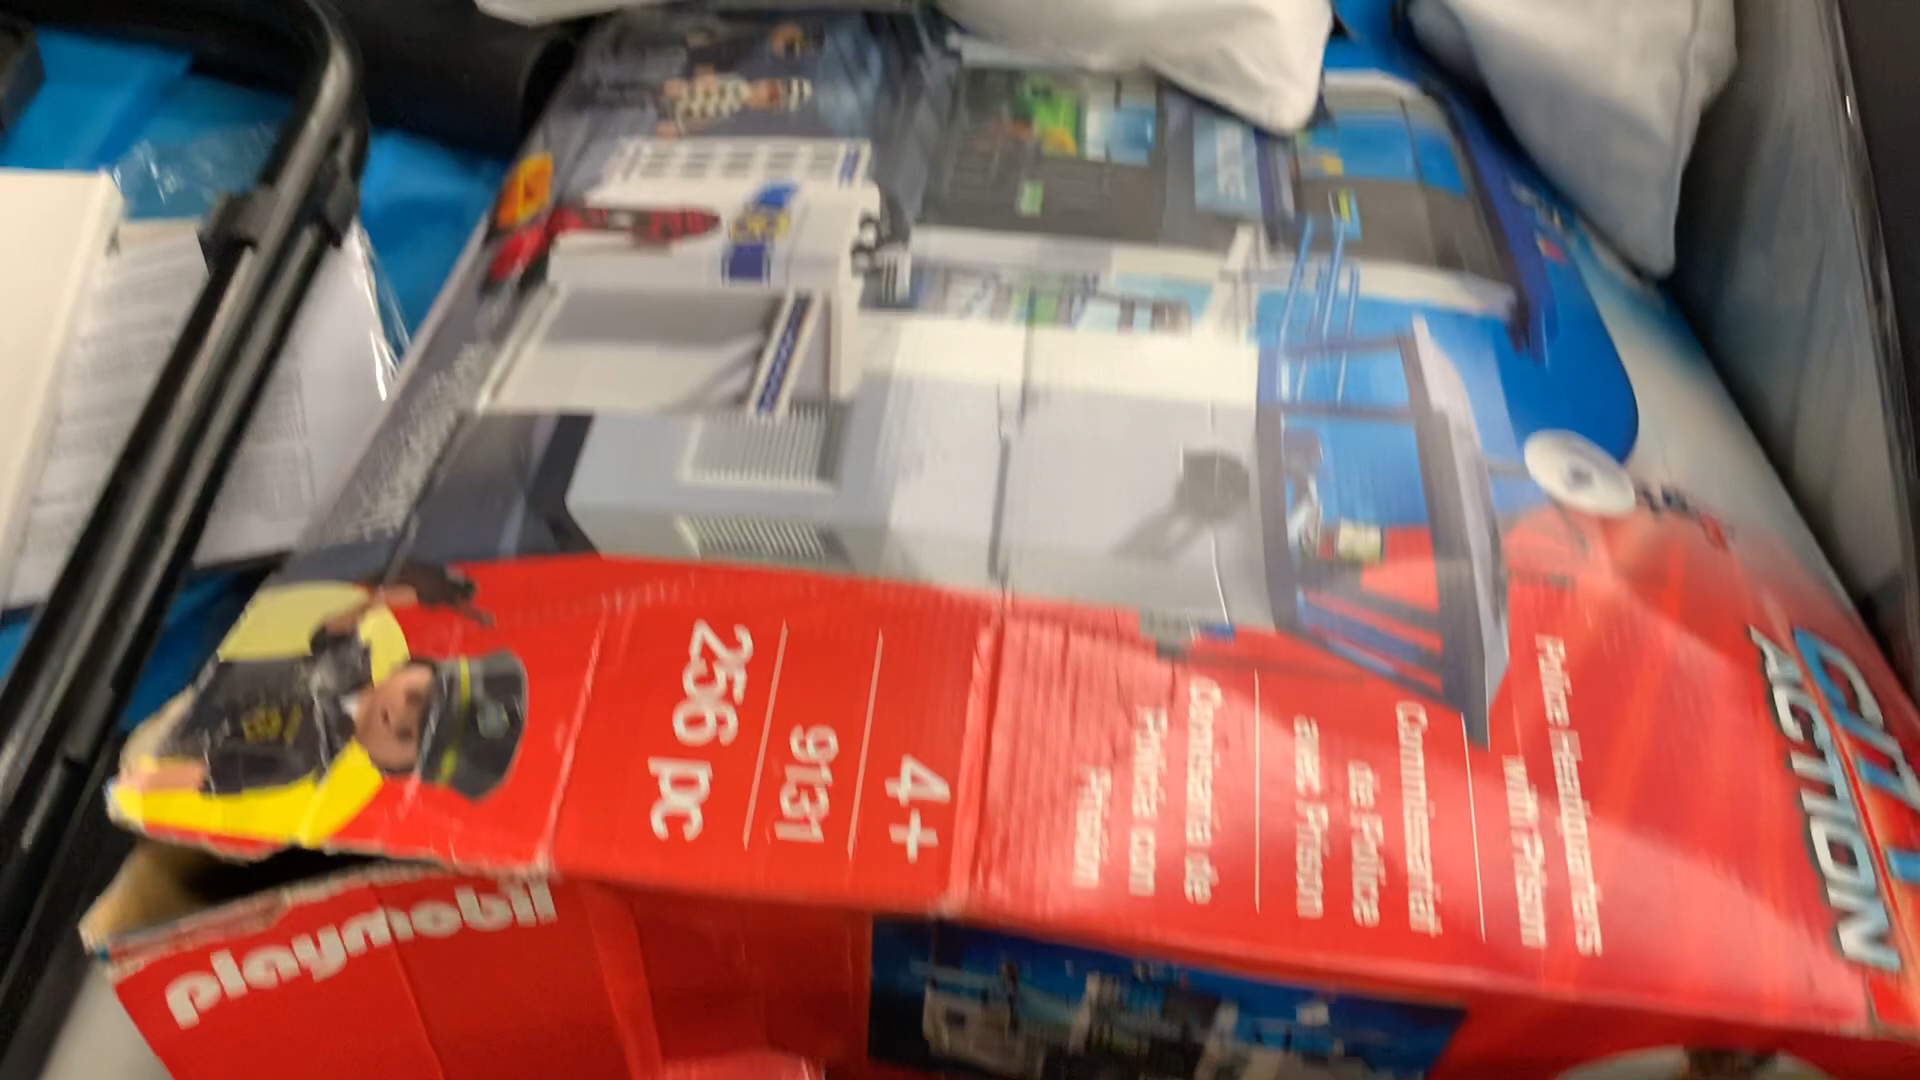 CITY
ACTION
Police Headquarters
with Prison
Commissariat
de Police
avec Prison
Comisaría de
Policía con
Prisión
4+
9131
256 pc
playmobil